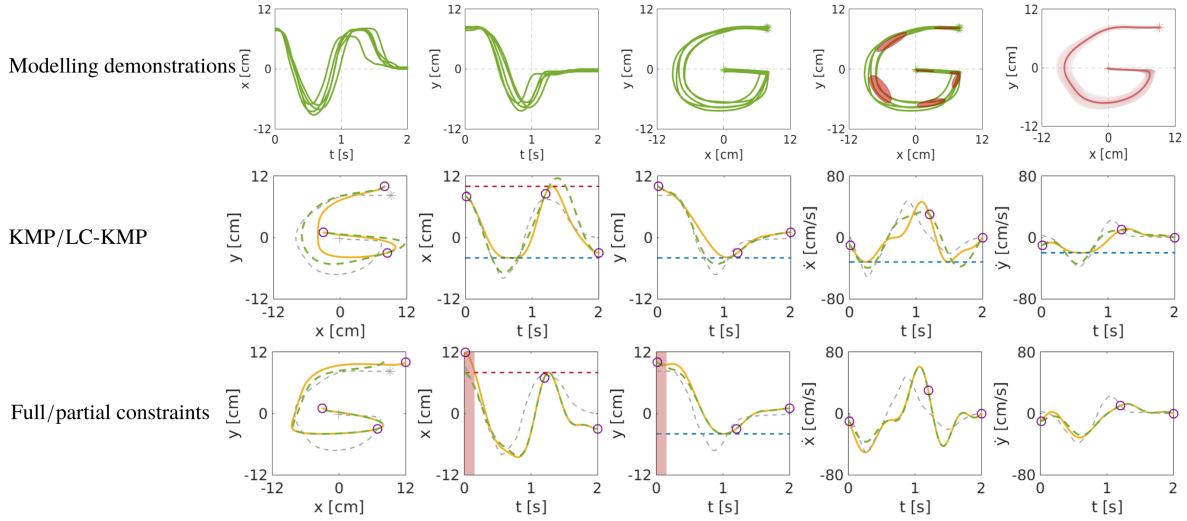 Modelling demonstrations
12
0
-12
x [cm]
0
1
2
t [s]
12
0
-12
y [cm]
0
1
2
t [s]
12
0
-12
y [cm]
-12
0
12
x [cm]
12
0
-12
y [cm]
-12
0
12
x [cm]
12
0
-12
y [cm]
-12
0
12
x [cm]
KMP/LC-KMP
12
0
-12
y [cm]
-12
0
12
x [cm]
12
0
-12
x [cm]
0
1
2
t [s]
12
0
-12
y [cm]
0
1
2
t [s]
80
0
-80
ẋ [cm/s]
0
1
2
t [s]
80
0
-80
ẏ [cm/s]
0
1
2
t [s]
Full/partial constraints
12
0
-12
y [cm]
-12
0
12
x [cm]
12
0
-12
x [cm]
0
1
2
t [s]
12
0
-12
y [cm]
0
1
2
t [s]
80
0
-80
ẋ [cm/s]
0
1
2
t [s]
80
0
-80
ẏ [cm/s]
0
1
2
t [s]